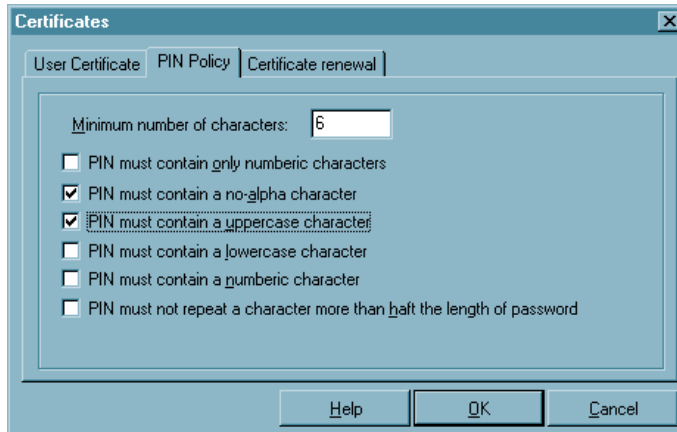 Certificates
User Certificate PIN Policy Certificate renewal
Minimum number of characters: 6
PIN must contain only numberic characters
PIN must contain a no-alpha character
PIN must contain a uppercase character
PIN must contain a lowercase character
PIN must contain a numberic character
PIN must not repeat a character more than haft the length of password
Help OK Cancel